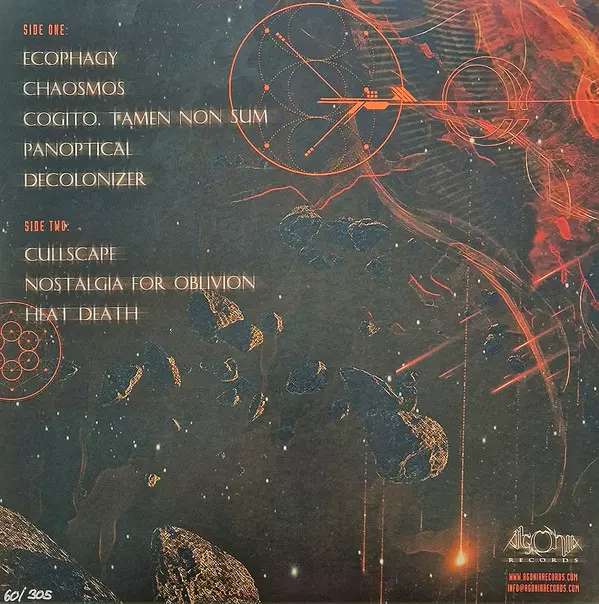 SIDE ONE:
ECOPHAGY
CHAOSMOS
COGITO, TAMEN NON SUM
PANOPTICAL
DECOLONIZER
SIDE TWO:
CULLSCAPE
NOSTALGIA FOR OBLIVION
HEAT DEATH
AGONIA
RECORDS
WWW.AGONIARECORDS.COM
INFO@AGONIARECORDS.COM
60/305